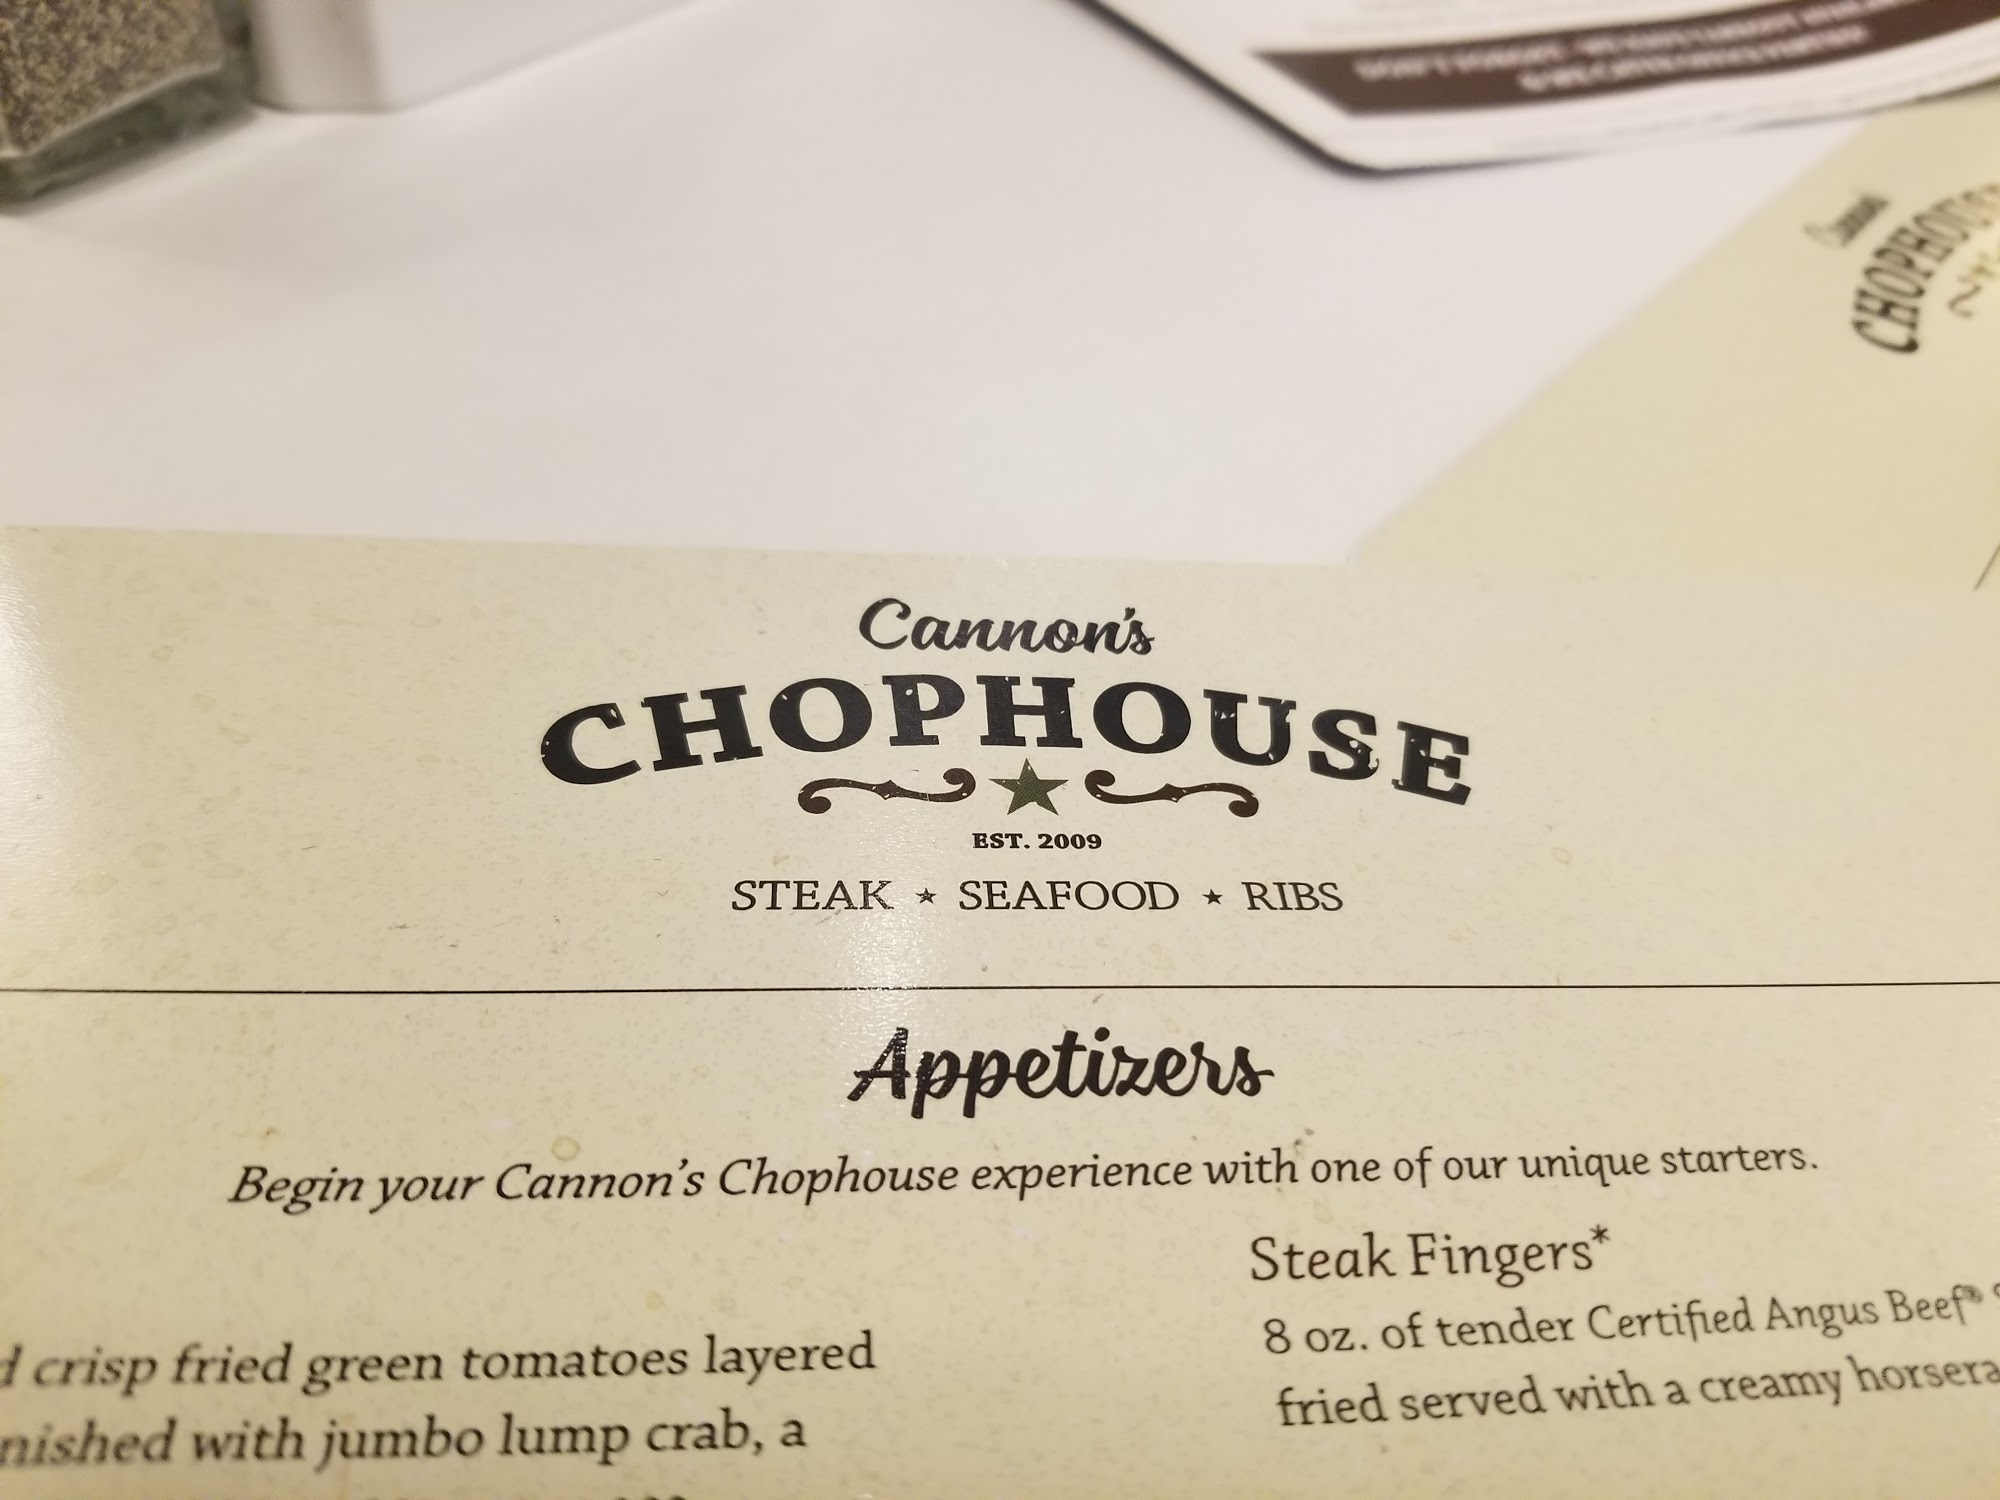 Cannon's
CHOPHOUSE
Cannon's
CHOPHOUSE
EST. 2009
STEAK ★ SEAFOOD ★ RIBS
Appetizers
Begin your Cannon's Chophouse experience with one of our unique starters.
Steak Fingers*
8 oz. of tender Certified Angus Beef®
fried served with a creamy
crisp fried green tomatoes layered
with jumbo lump crab, a